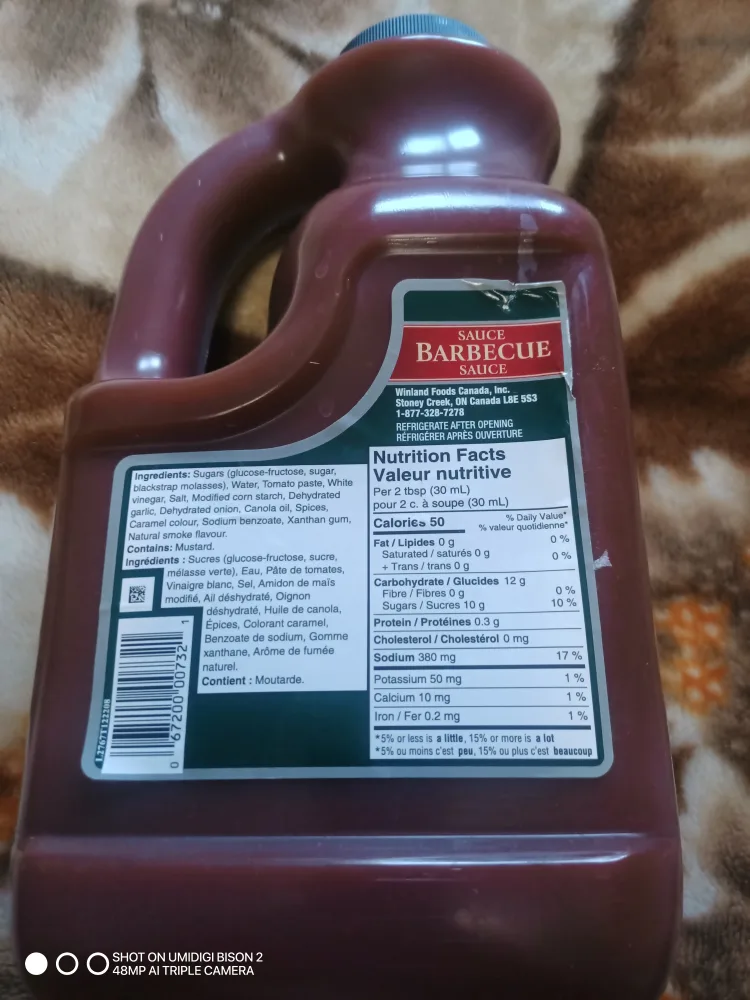 SAUCE
BARBECUE
SAUCE
Winland Foods Canada, Inc.
Stoney Creek, ON Canada L8E 5S3
1-877-328-7278
REFRIGERATE AFTER OPENING
RÉFRIGÉRER APRÈS OUVERTURE
Ingredients: Sugars (glucose-fructose, sugar,
blackstrap molasses), Water, Tomato paste, White
vinegar, Salt, Modified corn starch, Dehydrated
garlic, Dehydrated onion, Canola oil, Spices,
Caramel colour, Sodium benzoate, Xanthan gum,
Natural smoke flavour.
Contains: Mustard.
Ingrédients : Sucres (glucose-fructose, sucre,
mélasse verte), Eau, Pâte de tomates,
Vinaigre blanc, Sel, Amidon de maïs
modifié, Ail déshydraté, Oignon
déshydraté, Huile de canola,
Épices, Colorant caramel,
Benzoate de sodium, Gomme
xanthane, Arôme de fumée
naturel.
Contient : Moutarde.
0 67200 00732 1
Nutrition Facts
Valeur nutritive
Per 2 tbsp (30 mL)
pour 2 c. à soupe (30 mL)
Calories 50
% Daily Value*
% valeur quotidienne*
Fat / Lipides 0 g 0 %
Saturated / saturés 0 g 0 %
+ Trans / trans 0 g
Carbohydrate / Glucides 12 g
Fibre / Fibres 0 g 0 %
Sugars / Sucres 10 g 10 %
Protein / Protéines 0.3 g
Cholesterol / Cholestérol 0 mg
Sodium 380 mg 17 %
Potassium 50 mg 1 %
Calcium 10 mg 1 %
Iron / Fer 0.2 mg 1 %
*5% or less is a little, 15% or more is a lot
*5% ou moins c'est peu, 15% ou plus c'est beaucoup
SHOT ON UMIDIGI BISON 2
48MP AI TRIPLE CAMERA